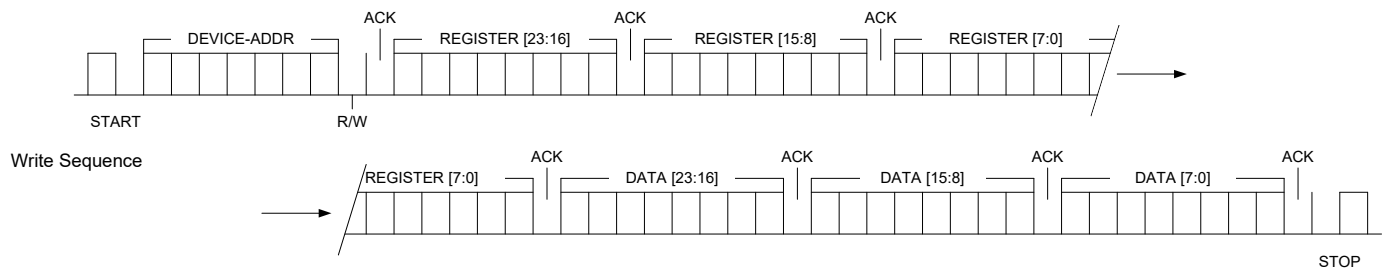 ACK ACK ACK
DEVICE-ADDR REGISTER [23:16] REGISTER [15:8] REGISTER [7:0]
START R/W
Write Sequence
ACK ACK ACK ACK
REGISTER [7:0] DATA [23:16] DATA [15:8] DATA [7:0]
STOP